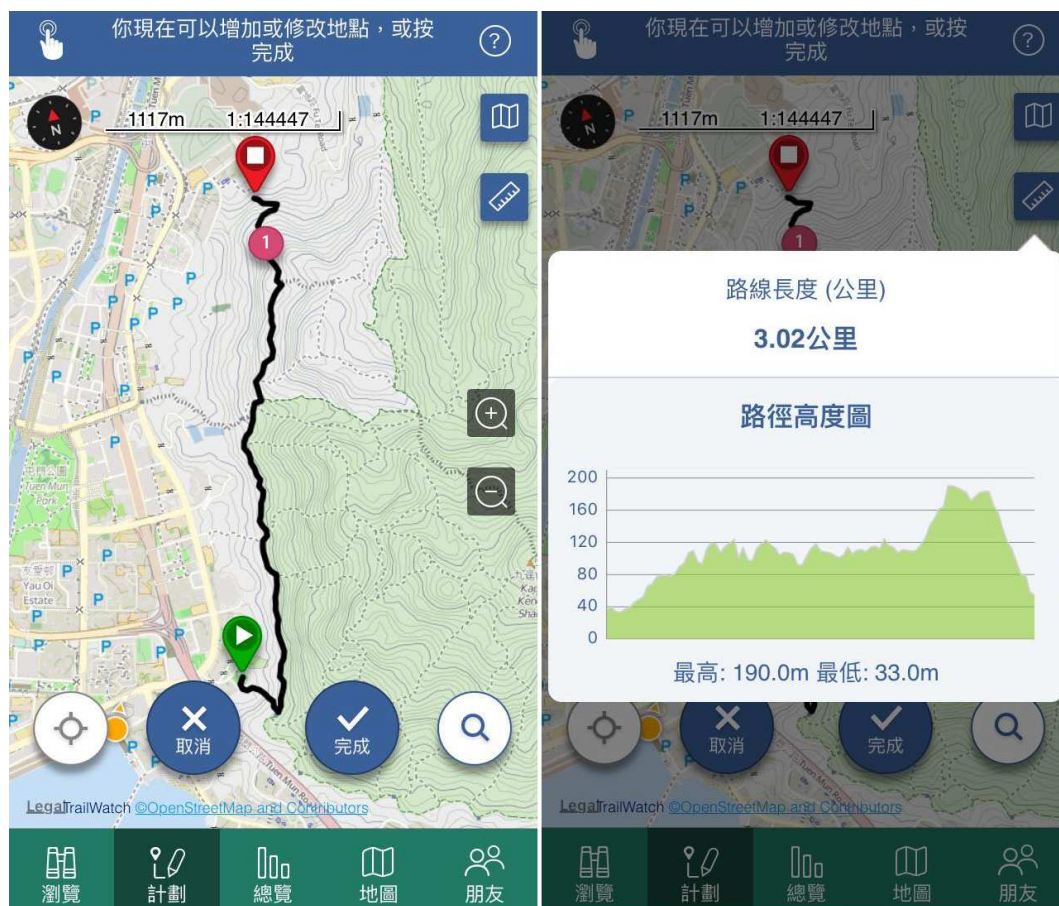 你現在可以增加或修改地點，或按
完成
?
N
1117m 1:144447
1
P
屯門公園
Tuen Mun
Park
友愛邨
Yau Oi
Estate
取消
完成
Tuen Mun Road
Legal TrailWatch ©OpenStreetMap and Contributors
瀏覽
計劃
總覽
地圖
朋友
你現在可以增加或修改地點，或按
完成
?
N
1117m 1:144447
1
路線長度 (公里)
3.02公里
路徑高度圖
200
160
120
80
40
0
最高: 190.0m 最低: 33.0m
取消
完成
Legal TrailWatch ©OpenStreetMap and Contributors
瀏覽
計劃
總覽
地圖
朋友